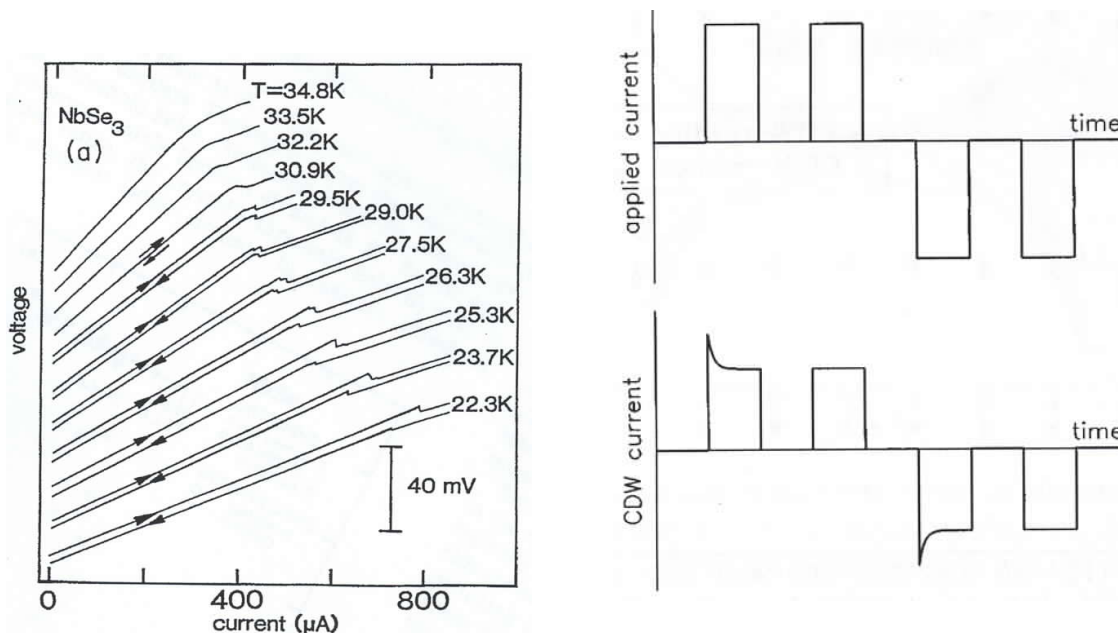 NbSe3
(a)
T=34.8K
33.5K
32.2K
30.9K
29.5K
29.0K
27.5K
26.3K
25.3K
23.7K
22.3K
40 mV
voltage
0
400
800
current (μA)
applied current
time
CDW current
time